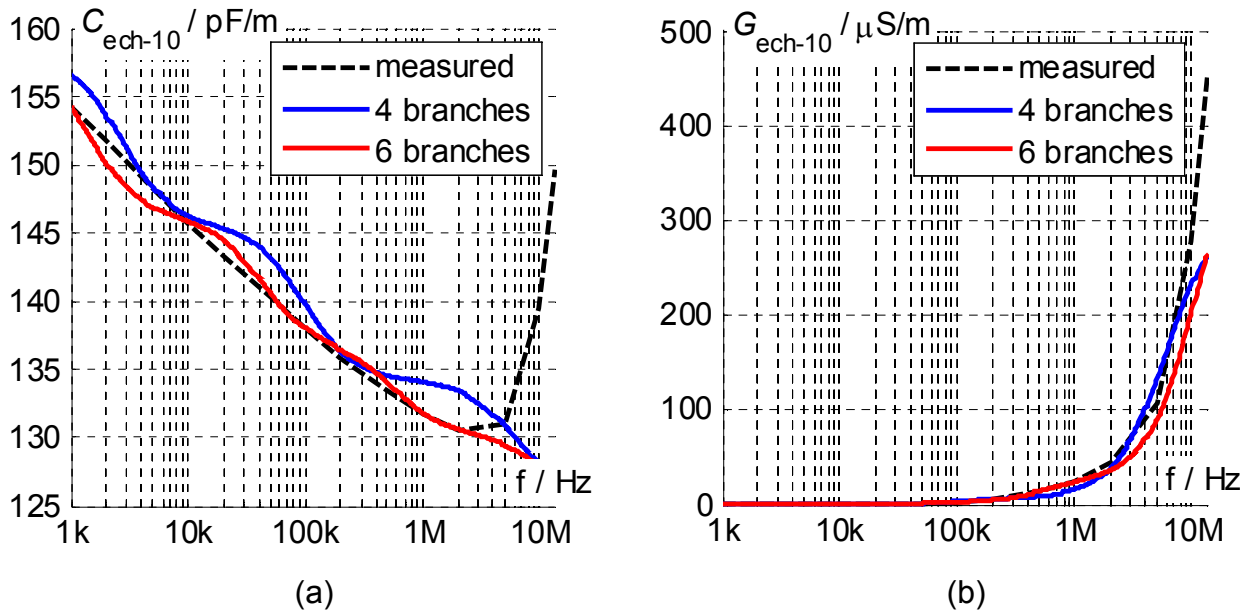 C_ech-10 / pF/m
160
155
150
145
140
135
130
125
1k
10k
100k
1M
10M
f / Hz
measured
4 branches
6 branches
(a)
G_ech-10 / μS/m
500
400
300
200
100
0
1k
10k
100k
1M
10M
f / Hz
measured
4 branches
6 branches
(b)